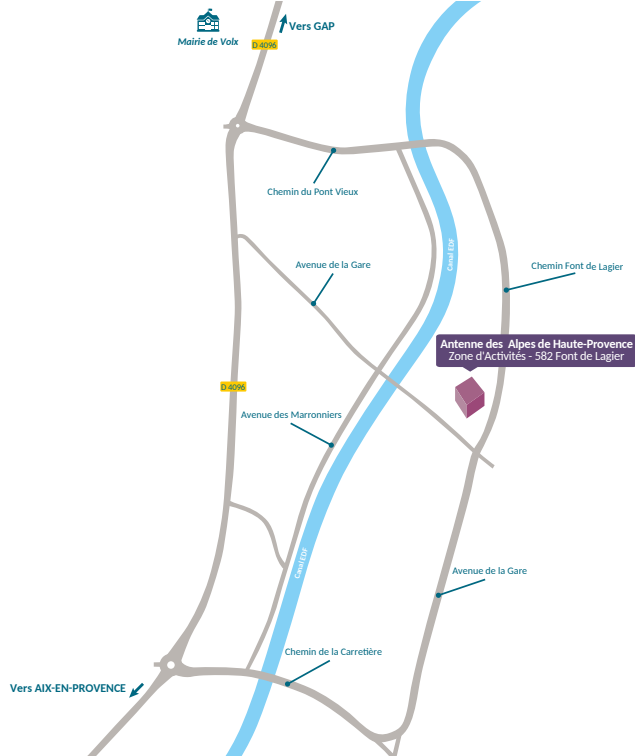 Vers GAP
Mairie de Volx
D 4096
Chemin du Pont Vieux
Canal EDF
Avenue de la Gare
Chemin Font de Lagier
Antenne des Alpes de Haute-Provence
Zone d'Activités - 582 Font de Lagier
D 4096
Avenue des Marronniers
Canal EDF
Avenue de la Gare
Chemin de la Carretière
Vers AIX-EN-PROVENCE